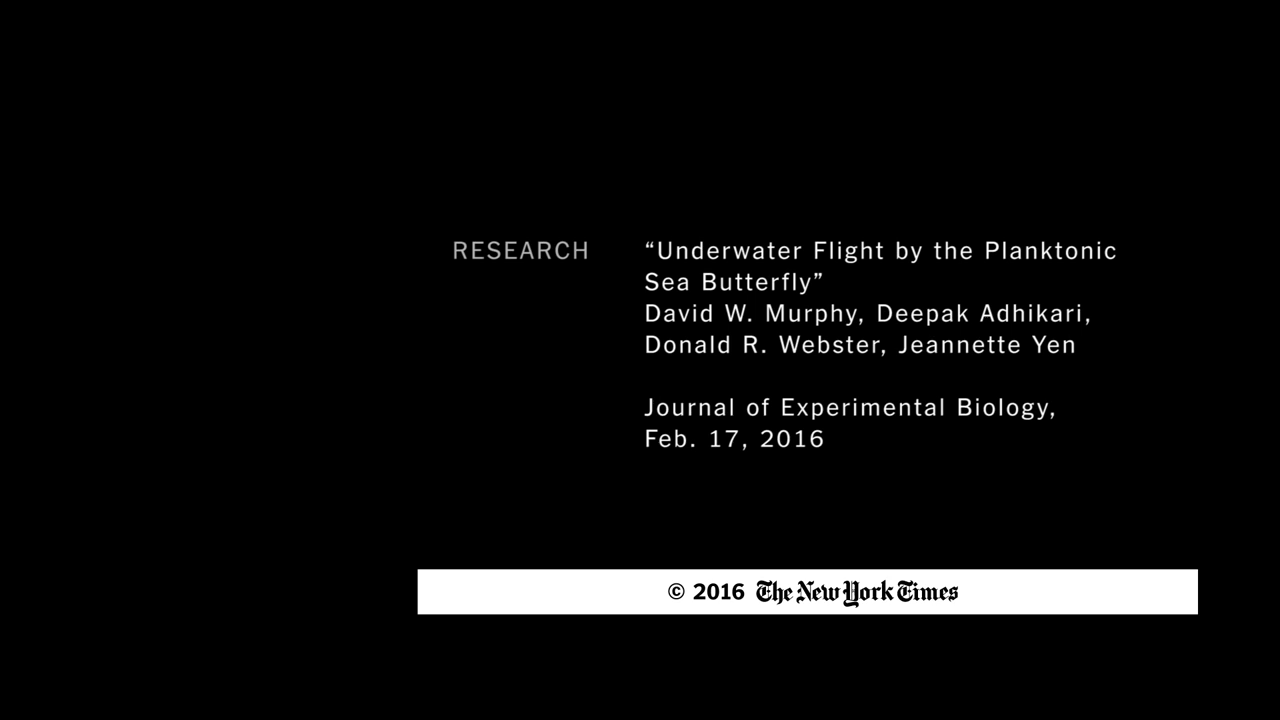 RESEARCH
“Underwater Flight by the Planktonic
Sea Butterfly”
David W. Murphy, Deepak Adhikari,
Donald R. Webster, Jeannette Yen
Journal of Experimental Biology,
Feb. 17, 2016
© 2016 The New York Times